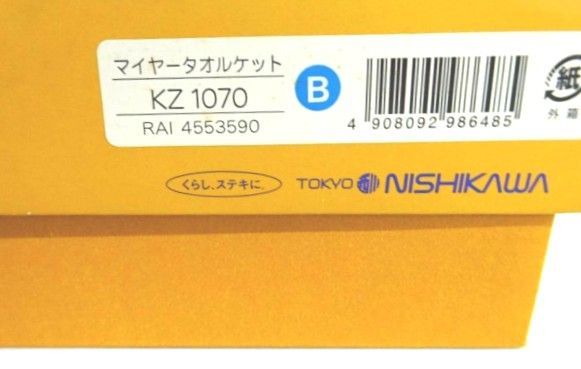 マイヤータオルケット
KZ 1070
RAI 4553590
B
4 908092 986485
紙
外箱
くらし、ステキに。
TOKYO NISHIKAWA